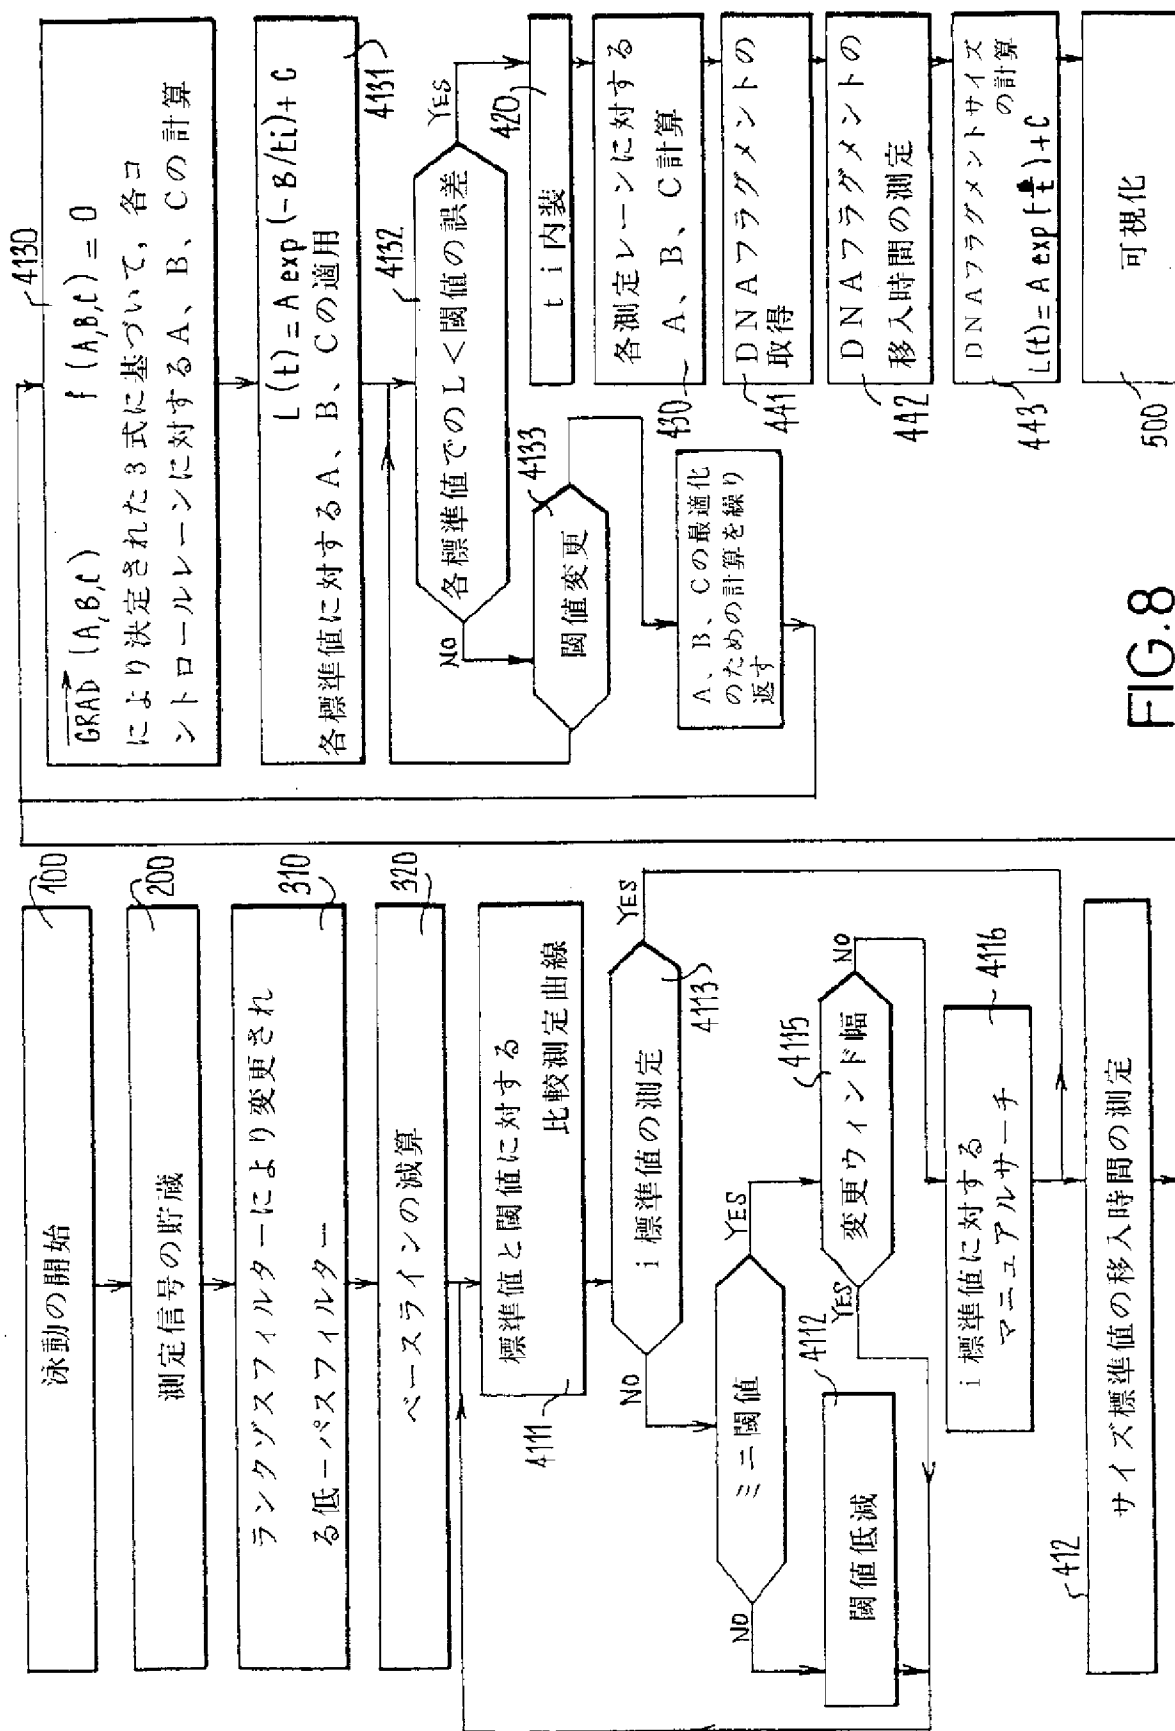 泳動の開始
100
測定信号の貯蔵
200
ランクゾスフィルターにより変更され
る低ーパスフィルター
310
ベースラインの減算
320
標準値と閾値に対する
比較測定曲線
4111
i 標準値の測定
4113
YES
NO
ミニ閾値
YES
NO
変更ウィンド幅
4115
NO
YES
閾値低減
4112
i 標準値に対する
マニュアルサーチ
4116
サイズ標準値の移入時間の測定
412
4130
GRAD (A,B,C) f (A,B,C) = 0
により決定された3式に基づいて,各コ
ントロールレーンに対するA、B、Cの計算
L(t) = A exp (-B/ti) + C
各標準値に対するA、B、Cの適用
4131
4132
各標準値でのL<閾値の誤差
YES
NO
閾値変更
4133
A、B、Cの最適化
のための計算を繰り
返す
420
ti内装
各測定レーンに対する
A、B、C計算
430
DNAフラグメントの
取得
441
DNAフラグメントの
移入時間の測定
442
DNAフラグメントサイズ
の計算
L(t) = A exp + C
443
可視化
500
FIG.8